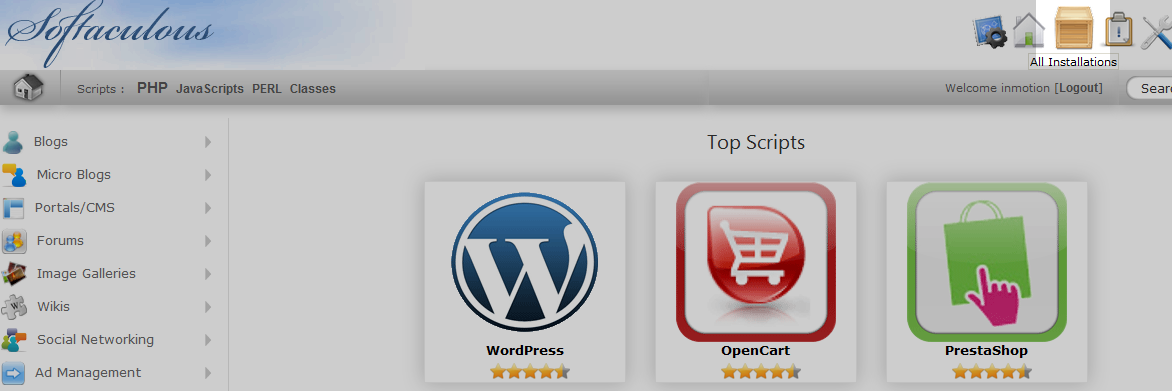 Softaculous
All Installations
Scripts : PHP JavaScripts PERL Classes
Welcome inmotion [Logout]
Sear
Blogs
Micro Blogs
Portals/CMS
Forums
Image Galleries
Wikis
Social Networking
Ad Management
Top Scripts
WordPress
OpenCart
PrestaShop